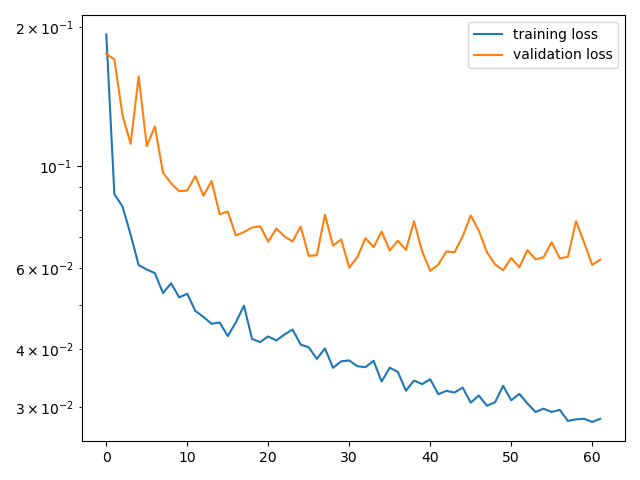 training loss
validation loss
2 × 10⁻¹
10⁻¹
6 × 10⁻²
4 × 10⁻²
3 × 10⁻²
0 10 20 30 40 50 60